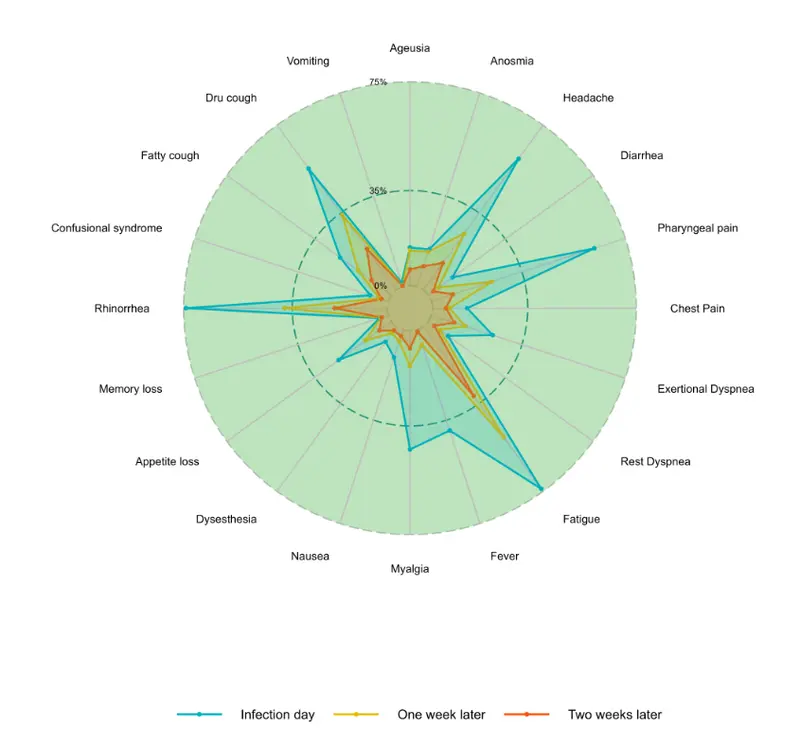 Ageusia
Vomiting
Anosmia
75%
Dru cough
Headache
Fatty cough
Diarrhea
35%
Confusional syndrome
Pharyngeal pain
0%
Rhinorrhea
Chest Pain
Memory loss
Exertional Dyspnea
Appetite loss
Rest Dyspnea
Dysesthesia
Fatigue
Nausea
Fever
Myalgia
Infection day
One week later
Two weeks later